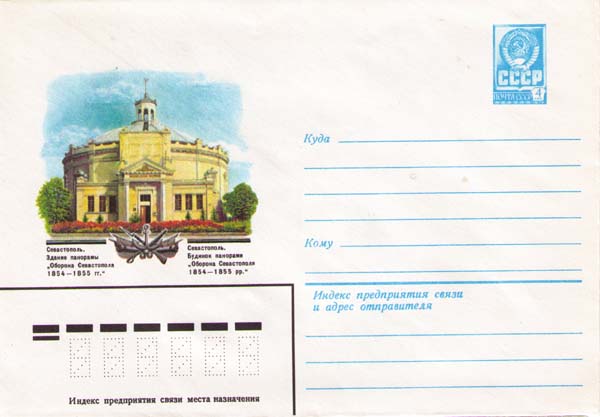 СССР
ПОЧТА СССР 4
Севастополь.
Здание панорамы
„Оборона Севастополя
1854—1855 гг."
Севастополь.
Будинок панорами
„Оборона Севастополя
1854—1855 рр."
Куда
Кому
Индекс предприятия связи
и адрес отправителя
Индекс предприятия связи места назначения